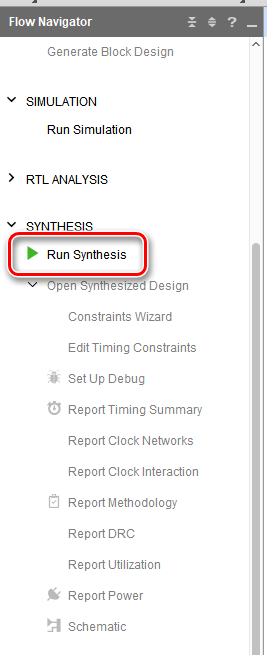 Flow Navigator
?
Generate Block Design
SIMULATION
Run Simulation
RTL ANALYSIS
SYNTHESIS
Run Synthesis
Open Synthesized Design
Constraints Wizard
Edit Timing Constraints
Set Up Debug
Report Timing Summary
Report Clock Networks
Report Clock Interaction
Report Methodology
Report DRC
Report Utilization
Report Power
Schematic